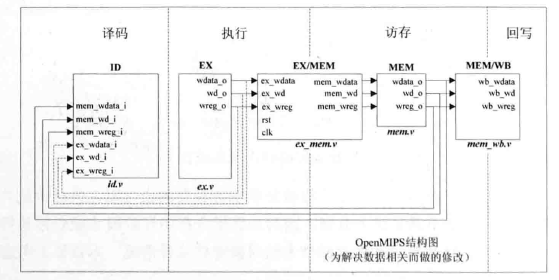 译码 执行 访存 回写
ID EX EX/MEM MEM MEM/WB
wdata_o ex_wdata mem_wdata wdata_o wb_wdata
wd_o ex_wd mem_wd wd_o wb_wd
mem_wdata_i wreg_o ex_wreg mem_wreg wreg_o wb_wreg
mem_wd_i rst
mem_wreg_i clk
ex_wdata_i
ex_wd_i
ex_wreg_i
id.v ex.v ex_mem.v mem.v mem_wb.v
OpenMIPS结构图
(为解决数据相关而做的修改)